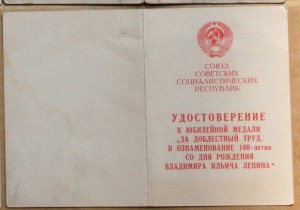 СОЮЗ
СОВЕТСКИХ
СОЦИАЛИСТИЧЕСКИХ
РЕСПУБЛИК
УДОСТОВЕРЕНИЕ
К ЮБИЛЕЙНОЙ МЕДАЛИ
„ЗА ДОБЛЕСТНЫЙ ТРУД.
В ОЗНАМЕНОВАНИЕ 100-летия
СО ДНЯ РОЖДЕНИЯ
ВЛАДИМИРА ИЛЬИЧА ЛЕНИНА“